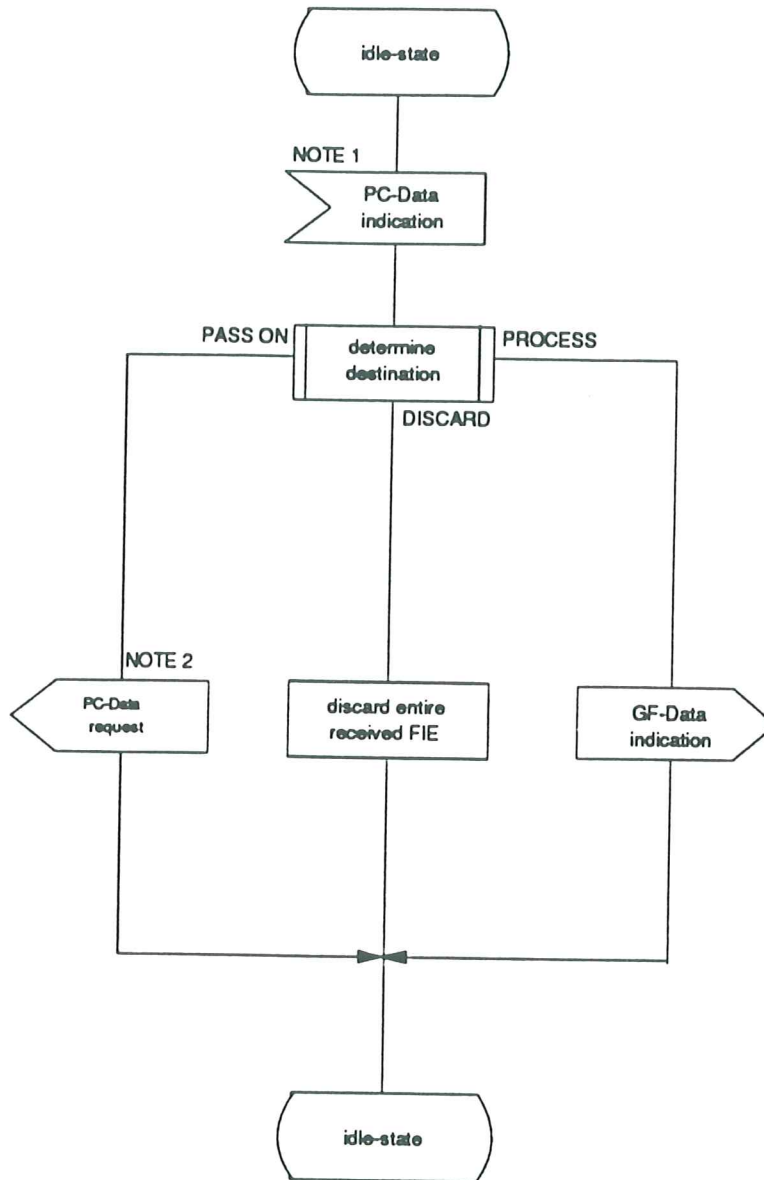 idle-state
NOTE 1
PC-Data
indication
PASS ON
determine
destination
PROCESS
DISCARD
NOTE 2
PC-Data
request
discard entire
received FIE
GF-Data
indication
idle-state